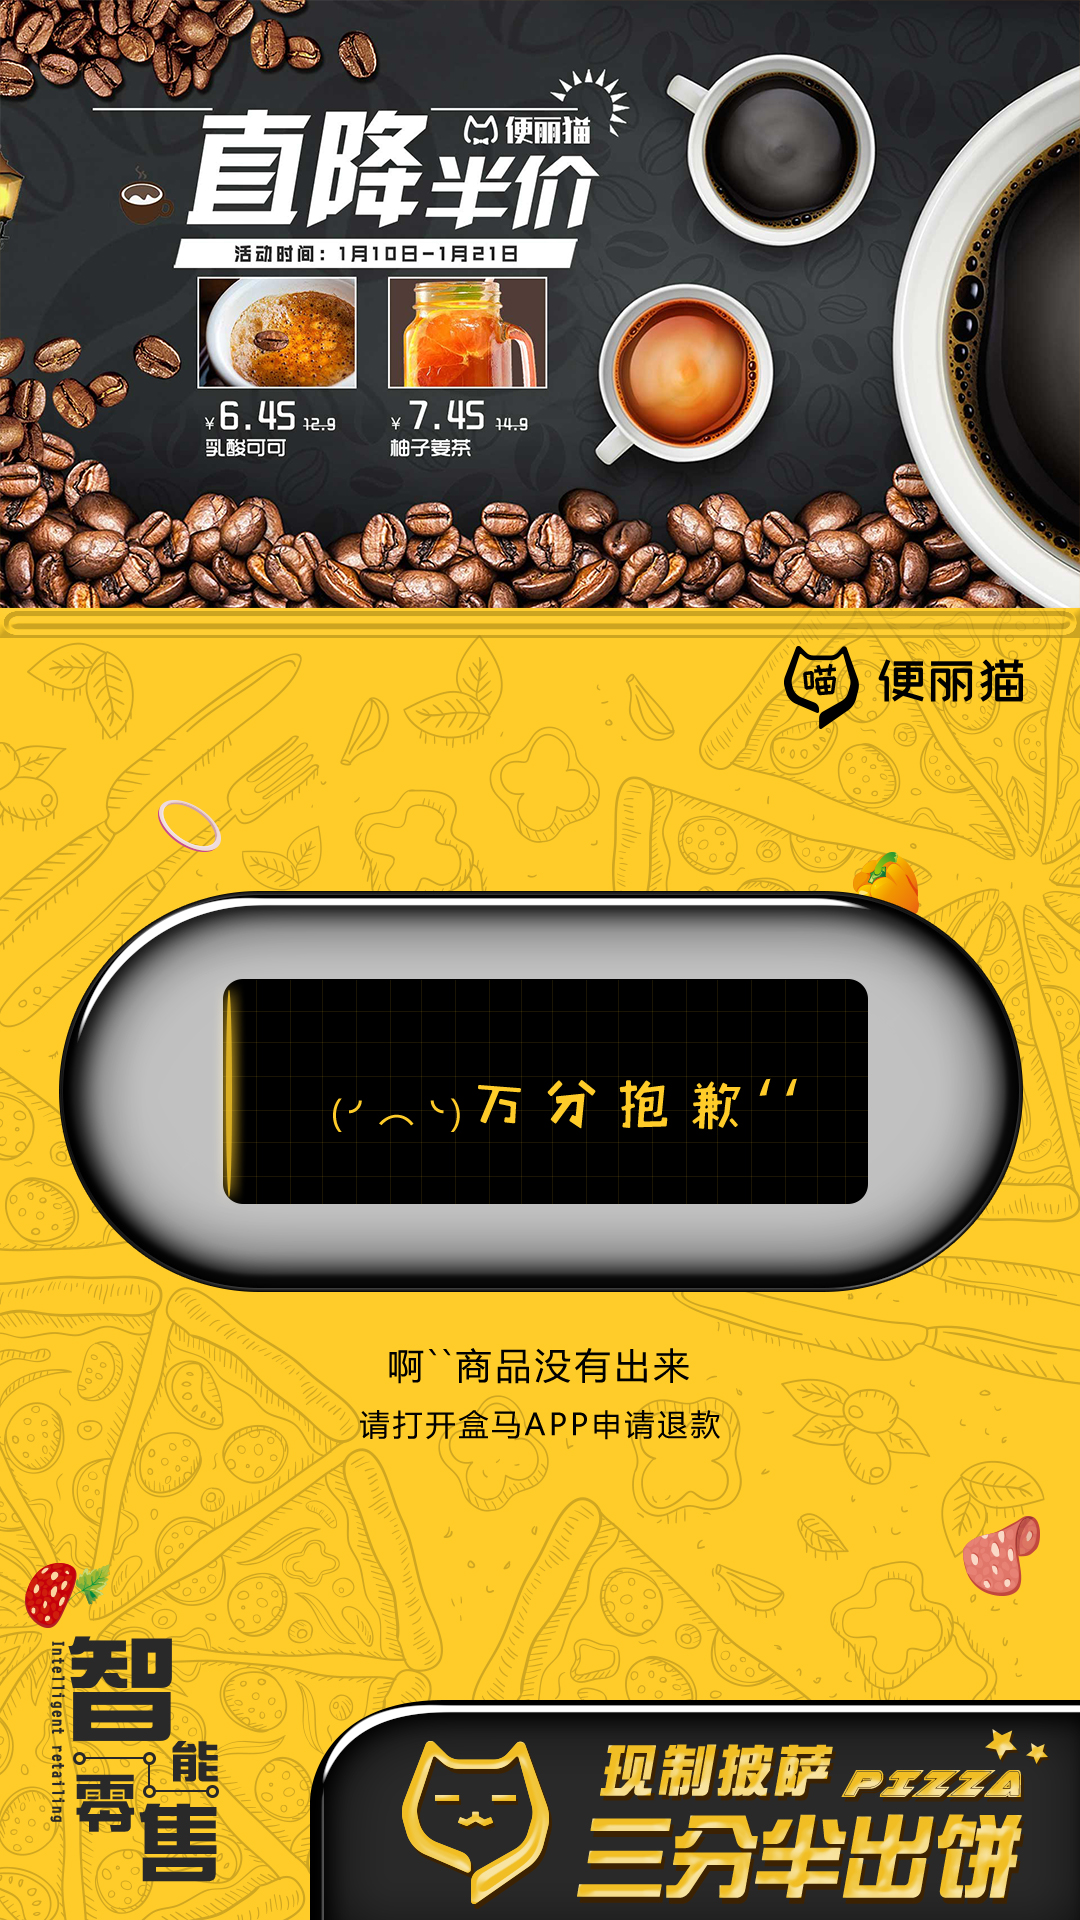 便丽猫
直降半价
活动时间：1月10日-1月21日
¥6.45 12.9
乳酸可可
¥7.45 14.9
柚子姜茶
喵 便丽猫
(╯︵╰)万分抱歉‘‘
啊``商品没有出来
请打开盒马APP申请退款
智能零售
Intelligent retailing
现制披萨 PIZZA
三分半出饼